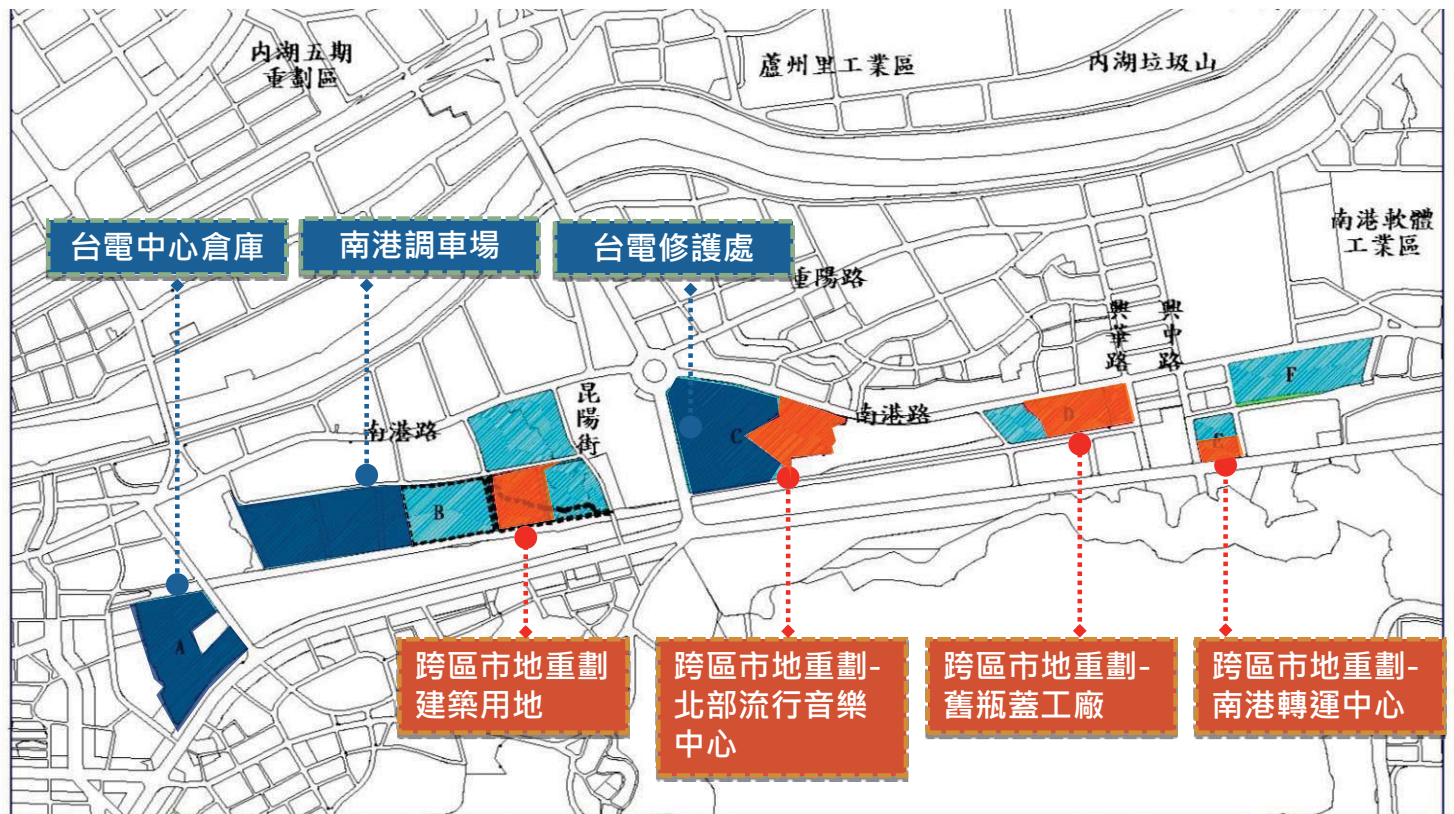 內湖五期
重劃區
蘆州里工業區
內湖垃圾山
南港軟體
工業區
台電中心倉庫
南港調車場
台電修護處
重陽路
興華路
興中路
昆陽街
南港路
南港路
A
B
C
D
F
跨區市地重劃
建築用地
跨區市地重劃-
北部流行音樂
中心
跨區市地重劃-
舊瓶蓋工廠
跨區市地重劃-
南港轉運中心